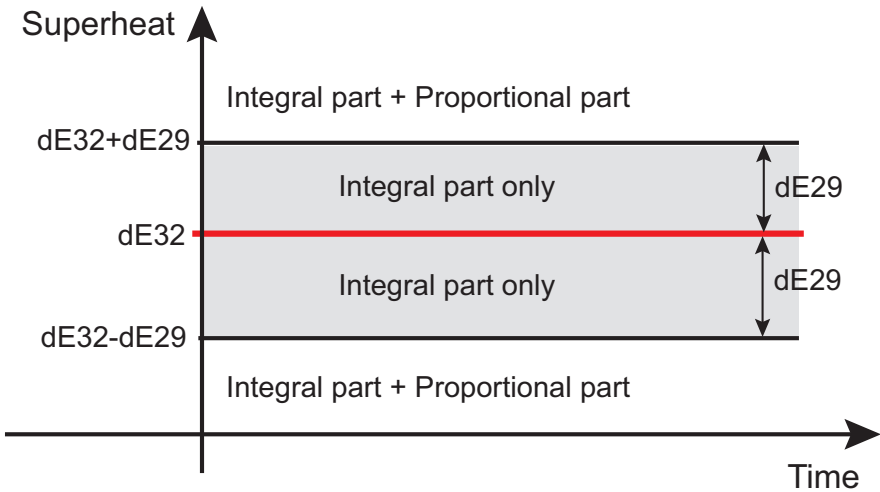 Superheat
Integral part + Proportional part
dE32+dE29
Integral part only
dE29
dE32
Integral part only
dE29
dE32-dE29
Integral part + Proportional part
Time